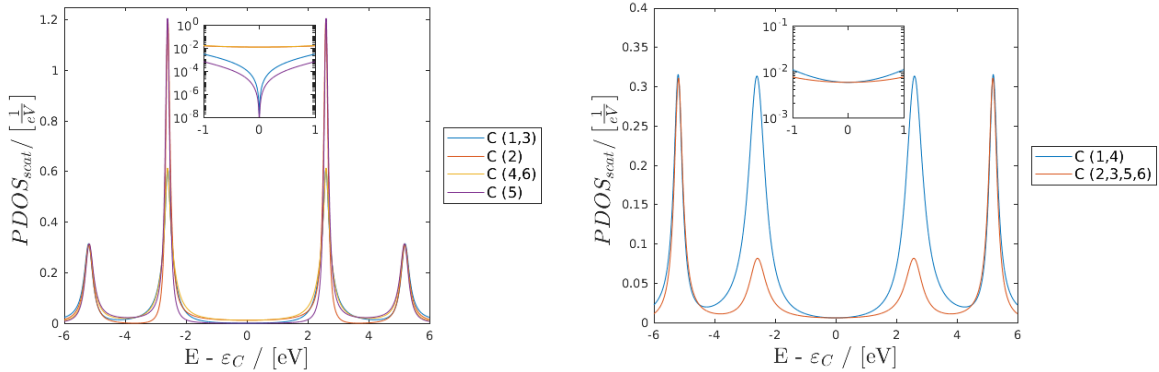 1.2
1
0.8
0.6
0.4
0.2
0
-6 -4 -2 0 2 4 6
E - ε_C / [eV]
PDOS_scat / [1/eV]
10^0
10^-2
10^-4
10^-6
10^-8
-1 0 1
C (1,3)
C (2)
C (4,6)
C (5)
0.4
0.35
0.3
0.25
0.2
0.15
0.1
0.05
0
-6 -4 -2 0 2 4 6
E - ε_C / [eV]
PDOS_scat / [1/eV]
10^-1
10^-2
10^-3
-1 0 1
C (1,4)
C (2,3,5,6)